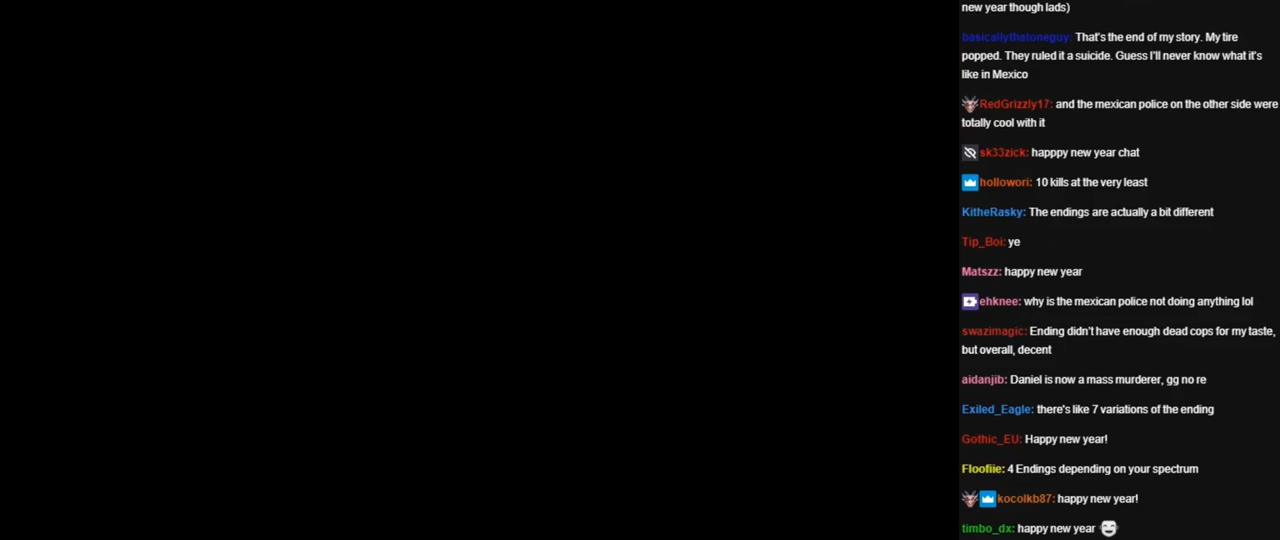 new year though lads)
basicallythatoneguy: That's the end of my story. My tire
popped. They ruled it a suicide. Guess I'll never know what it's
like in Mexico
RedGrizzly17: and the mexican police on the other side were
totally cool with it
sk33zick: happpy new year chat
hollowori: 10 kills at the very least
KitheRasky: The endings are actually a bit different
Tip_Boi: ye
Matszz: happy new year
ehknee: why is the mexican police not doing anything lol
swazimagic: Ending didn't have enough dead cops for my taste,
but overall, decent
aidanjib: Daniel is now a mass murderer, gg no re
Exiled_Eagle: there's like 7 variations of the ending
Gothic_EU: Happy new year!
Floofiie: 4 Endings depending on your spectrum
kocolkb87: happy new year!
timbo_dx: happy new year